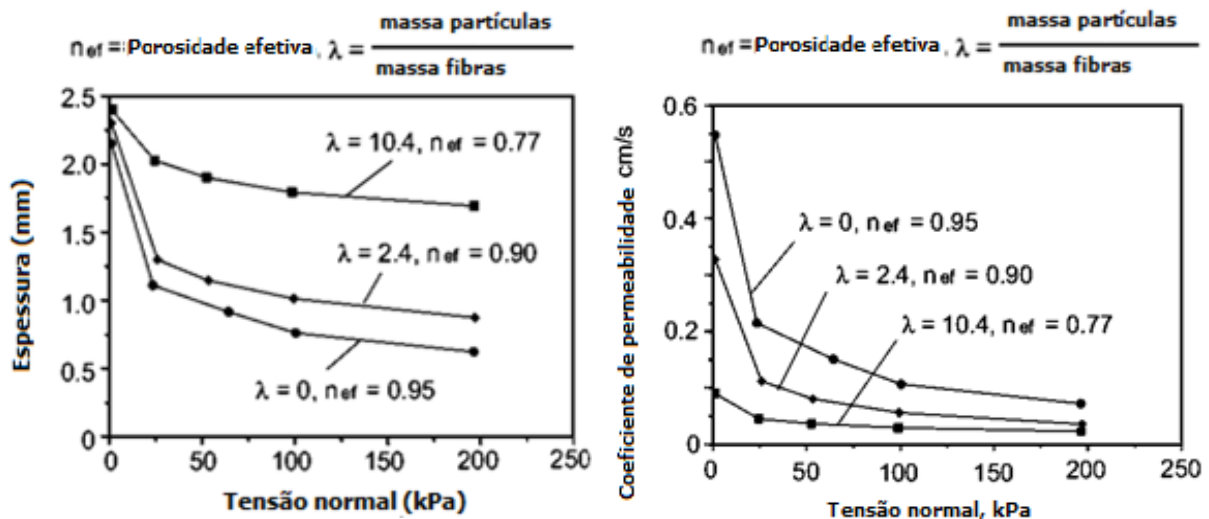 nef =Porosidade efetiva, λ = massa partículas
massa fibras
2.5
2.0
1.5
1.0
0.5
0
λ = 10.4, nef = 0.77
λ = 2.4, nef = 0.90
λ = 0, nef = 0.95
0 50 100 150 200 250
Espessura (mm)
Tensão normal (kPa)
nef =Porosidade efetiva, λ = massa partículas
massa fibras
0.6
0.4
0.2
0
λ = 0, nef = 0.95
λ = 2.4, nef = 0.90
λ = 10.4, nef = 0.77
0 50 100 150 200 250
Coeficiente de permeabilidade cm/s
Tensão normal, kPa